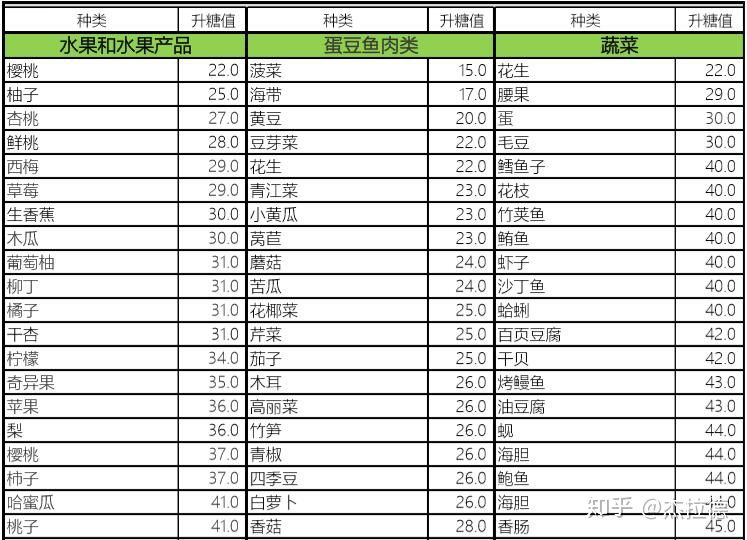 种类 升糖值 种类 升糖值 种类 升糖值
水果和水果产品 蛋豆鱼肉类 蔬菜
樱桃 22.0 菠菜 15.0 花生 22.0
柚子 25.0 海带 17.0 腰果 29.0
杏桃 27.0 黄豆 20.0 蛋 30.0
鲜桃 28.0 豆芽菜 22.0 毛豆 30.0
西梅 29.0 花生 22.0 鳕鱼子 40.0
草莓 29.0 青江菜 23.0 花枝 40.0
生香蕉 30.0 小黄瓜 23.0 竹荚鱼 40.0
木瓜 30.0 莴苣 23.0 鲔鱼 40.0
葡萄柚 31.0 蘑菇 24.0 虾子 40.0
柳丁 31.0 苦瓜 24.0 沙丁鱼 40.0
橘子 31.0 花椰菜 25.0 蛤蜊 40.0
干杏 31.0 芹菜 25.0 百页豆腐 42.0
柠檬 34.0 茄子 25.0 干贝 42.0
奇异果 35.0 木耳 26.0 烤鳗鱼 43.0
苹果 36.0 高丽菜 26.0 油豆腐 43.0
梨 36.0 竹笋 26.0 蚬 44.0
樱桃 37.0 青椒 26.0 海胆 44.0
柿子 37.0 四季豆 26.0 鲍鱼 44.0
哈蜜瓜 41.0 白萝卜 26.0 海胆 44.0
桃子 41.0 香菇 28.0 香肠 45.0
知乎 @杰拉德